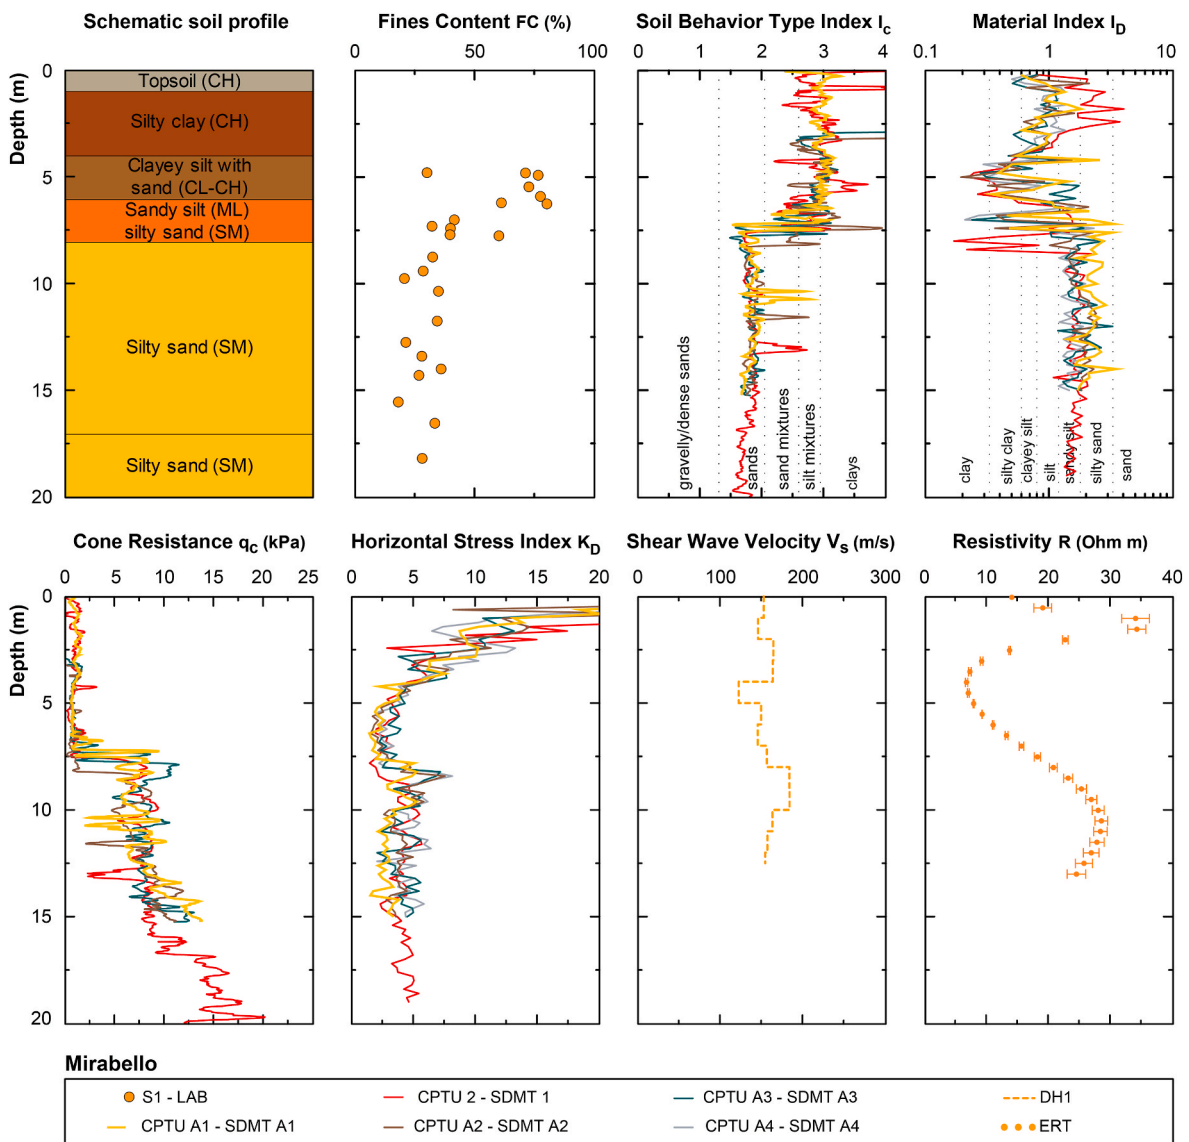 Schematic soil profile
Fines Content FC (%)
Soil Behavior Type Index Ic
Material Index ID
0 50 100
0 1 2 3 4
0.1 1 10
Depth (m)
0
5
10
15
20
Topsoil (CH)
Silty clay (CH)
Clayey silt with
sand (CL-CH)
Sandy silt (ML)
silty sand (SM)
Silty sand (SM)
Silty sand (SM)
gravelly/dense sands
sands
sand mixtures
silt mixtures
clays
clay
silty clay
clayey silt
silt
sandy silt
silty sand
sand
Cone Resistance qc (kPa)
Horizontal Stress Index KD
Shear Wave Velocity Vs (m/s)
Resistivity R (Ohm m)
0 5 10 15 20 25
0 5 10 15 20
0 100 200 300
0 10 20 30 40
Depth (m)
0
5
10
15
20
Mirabello
S1 - LAB
CPTU 2 - SDMT 1
CPTU A3 - SDMT A3
DH1
CPTU A1 - SDMT A1
CPTU A2 - SDMT A2
CPTU A4 - SDMT A4
ERT